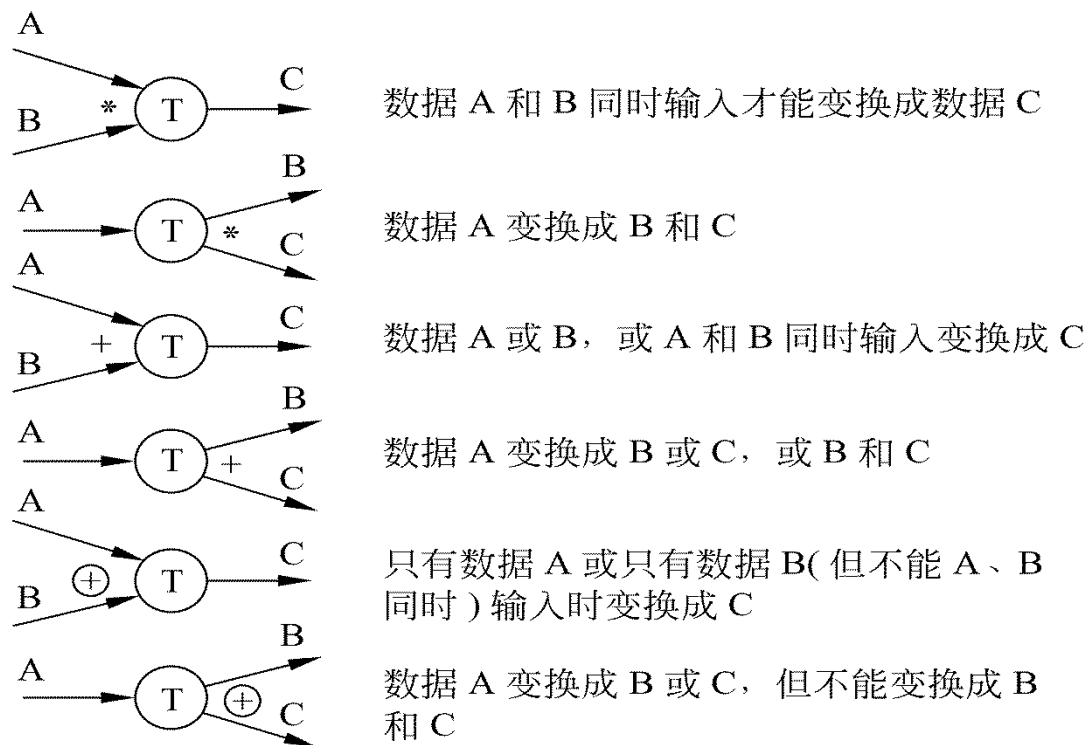 A
B
*
T
C
数据 A 和 B 同时输入才能变换成数据 C
A
T
*
B
C
数据 A 变换成 B 和 C
A
B
+
T
C
数据 A 或 B，或 A 和 B 同时输入变换成 C
A
T
+
B
C
数据 A 变换成 B 或 C，或 B 和 C
A
B
+
T
C
只有数据 A 或只有数据 B( 但不能 A、B
同时 ) 输入时变换成 C
A
T
+
B
C
数据 A 变换成 B 或 C，但不能变换成 B
和 C